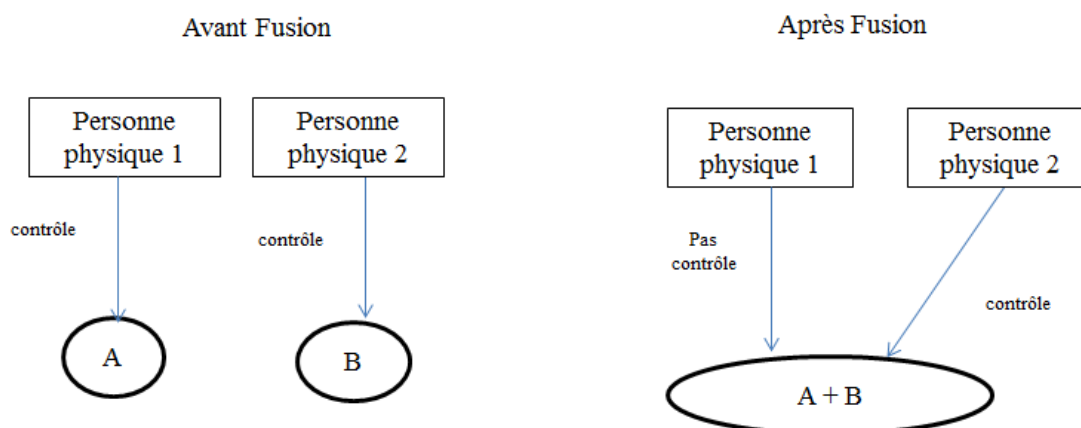 Avant Fusion
Personne
physique 1
Personne
physique 2
contrôle
contrôle
A
B
Après Fusion
Personne
physique 1
Personne
physique 2
Pas
contrôle
contrôle
A + B